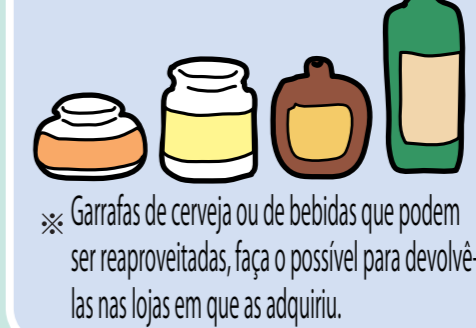 ※ Garrafas de cerveja ou de bebidas que podem
ser reaproveitadas, faça o possível para devolvê-
las nas lojas em que as adquiriu.